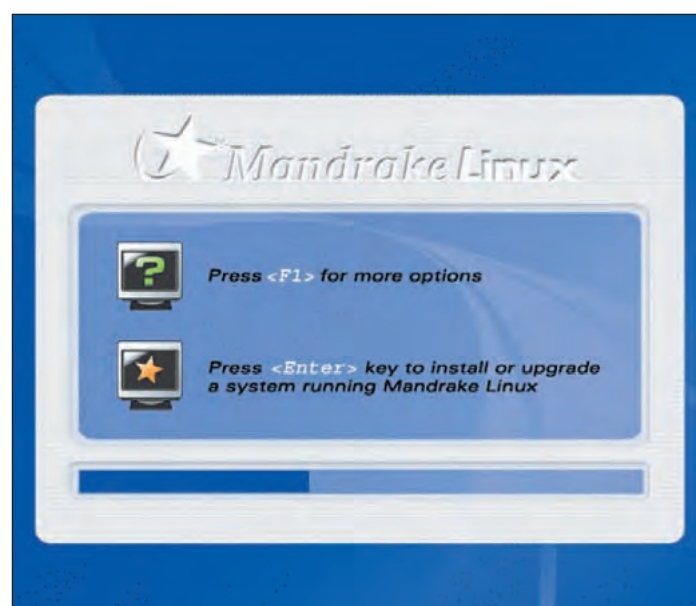 Mandrake Linux
?
Press <F1> for more options
Press <Enter> key to install or upgrade
a system running Mandrake Linux